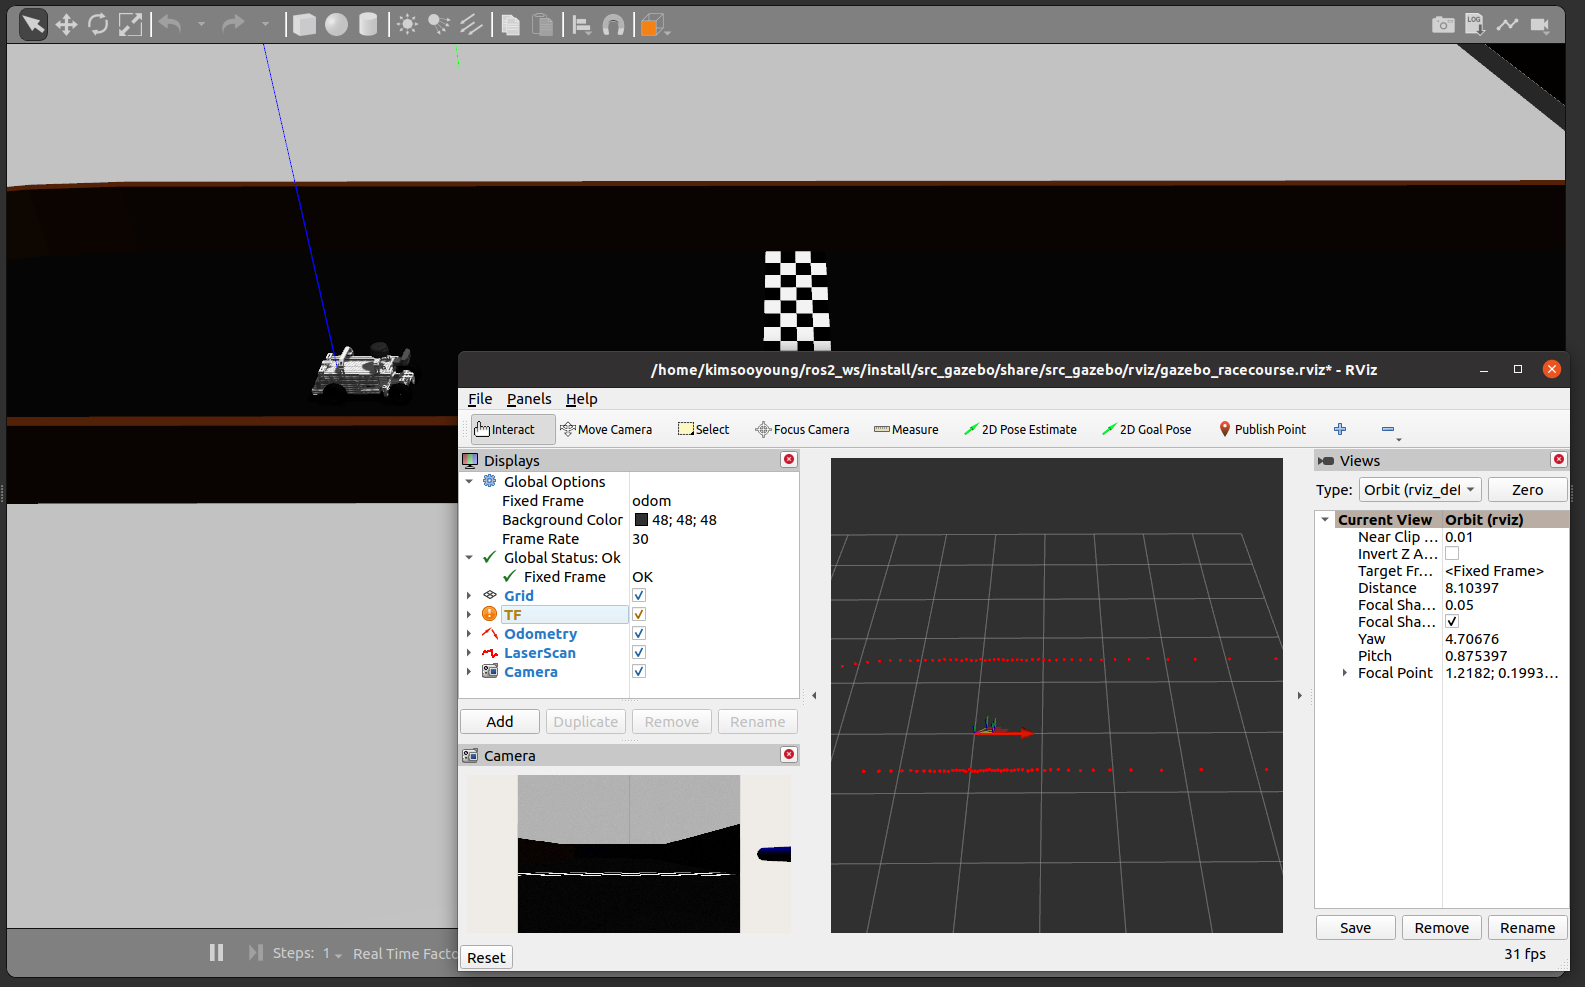 LOG
/home/kimsooyoung/ros2_ws/install/src_gazebo/share/src_gazebo/rviz/gazebo_racecourse.rviz* - RViz
File Panels Help
Interact Move Camera Select Focus Camera Measure 2D Pose Estimate 2D Goal Pose Publish Point
Displays
Global Options
Fixed Frame odom
Background Color 48; 48; 48
Frame Rate 30
Global Status: Ok
Fixed Frame OK
Grid
TF
Odometry
LaserScan
Camera
Add Duplicate Remove Rename
Camera
Reset
Views
Type: Orbit (rviz_def Zero
Current View Orbit (rviz)
Near Clip ... 0.01
Invert Z A...
Target Fr... <Fixed Frame>
Distance 8.10397
Focal Sha... 0.05
Focal Sha...
Yaw 4.70676
Pitch 0.875397
Focal Point 1.2182; 0.1993...
Save Remove Rename
31 fps
Steps: 1 Real Time Facto